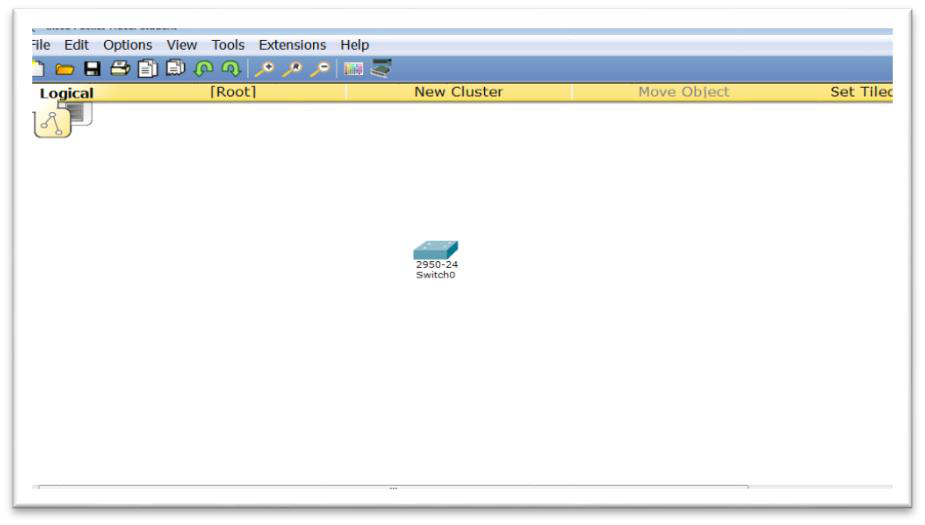 File Edit Options View Tools Extensions Help
Logical [Root] New Cluster Move Object Set Tiled
2950-24
Switch0